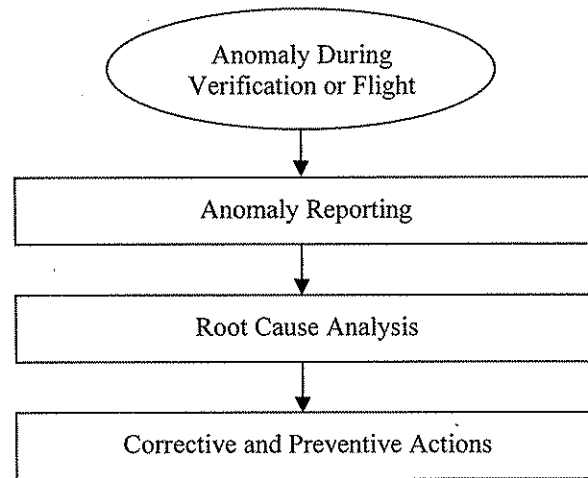 Anomaly During
Verification or Flight
Anomaly Reporting
Root Cause Analysis
Corrective and Preventive Actions